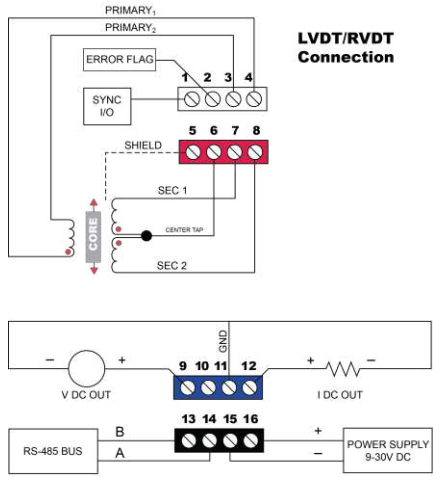 PRIMARY1
PRIMARY2
LVDT/RVDT
Connection
ERROR FLAG
1 2 3 4
SYNC
I/O
5 6 7 8
SHIELD
SEC 1
CORE
CENTER TAP
SEC 2
GND
− + 9 10 11 12 + −
V DC OUT
I DC OUT
13 14 15 16
B
+
RS-485 BUS
A
−
POWER SUPPLY
9-30V DC